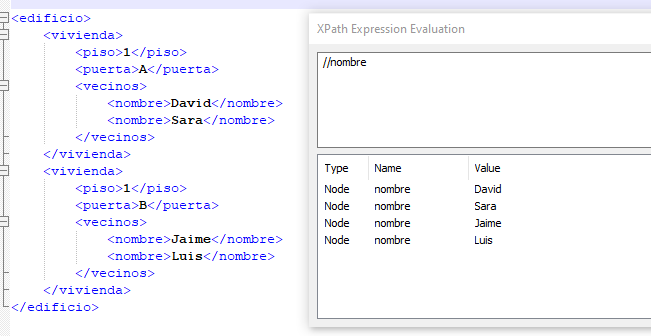 <edificio>
<vivienda>
<piso>1</piso>
<puerta>A</puerta>
<vecinos>
<nombre>David</nombre>
<nombre>Sara</nombre>
</vecinos>
</vivienda>
<vivienda>
<piso>1</piso>
<puerta>B</puerta>
<vecinos>
<nombre>Jaime</nombre>
<nombre>Luis</nombre>
</vecinos>
</vivienda>
</edificio>
XPath Expression Evaluation
//nombre
Type Name Value
Node nombre David
Node nombre Sara
Node nombre Jaime
Node nombre Luis